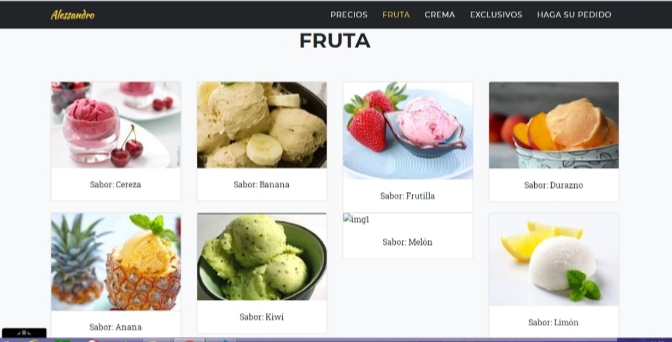 Alessandro
PRECIOS FRUTA CREMA EXCLUSIVOS HAGA SU PEDIDO
FRUTA
Sabor: Cereza
Sabor: Banana
Sabor: Frutilla
Sabor: Durazno
Sabor: Anana
Sabor: Kiwi
img1
Sabor: Melón
Sabor: Limón